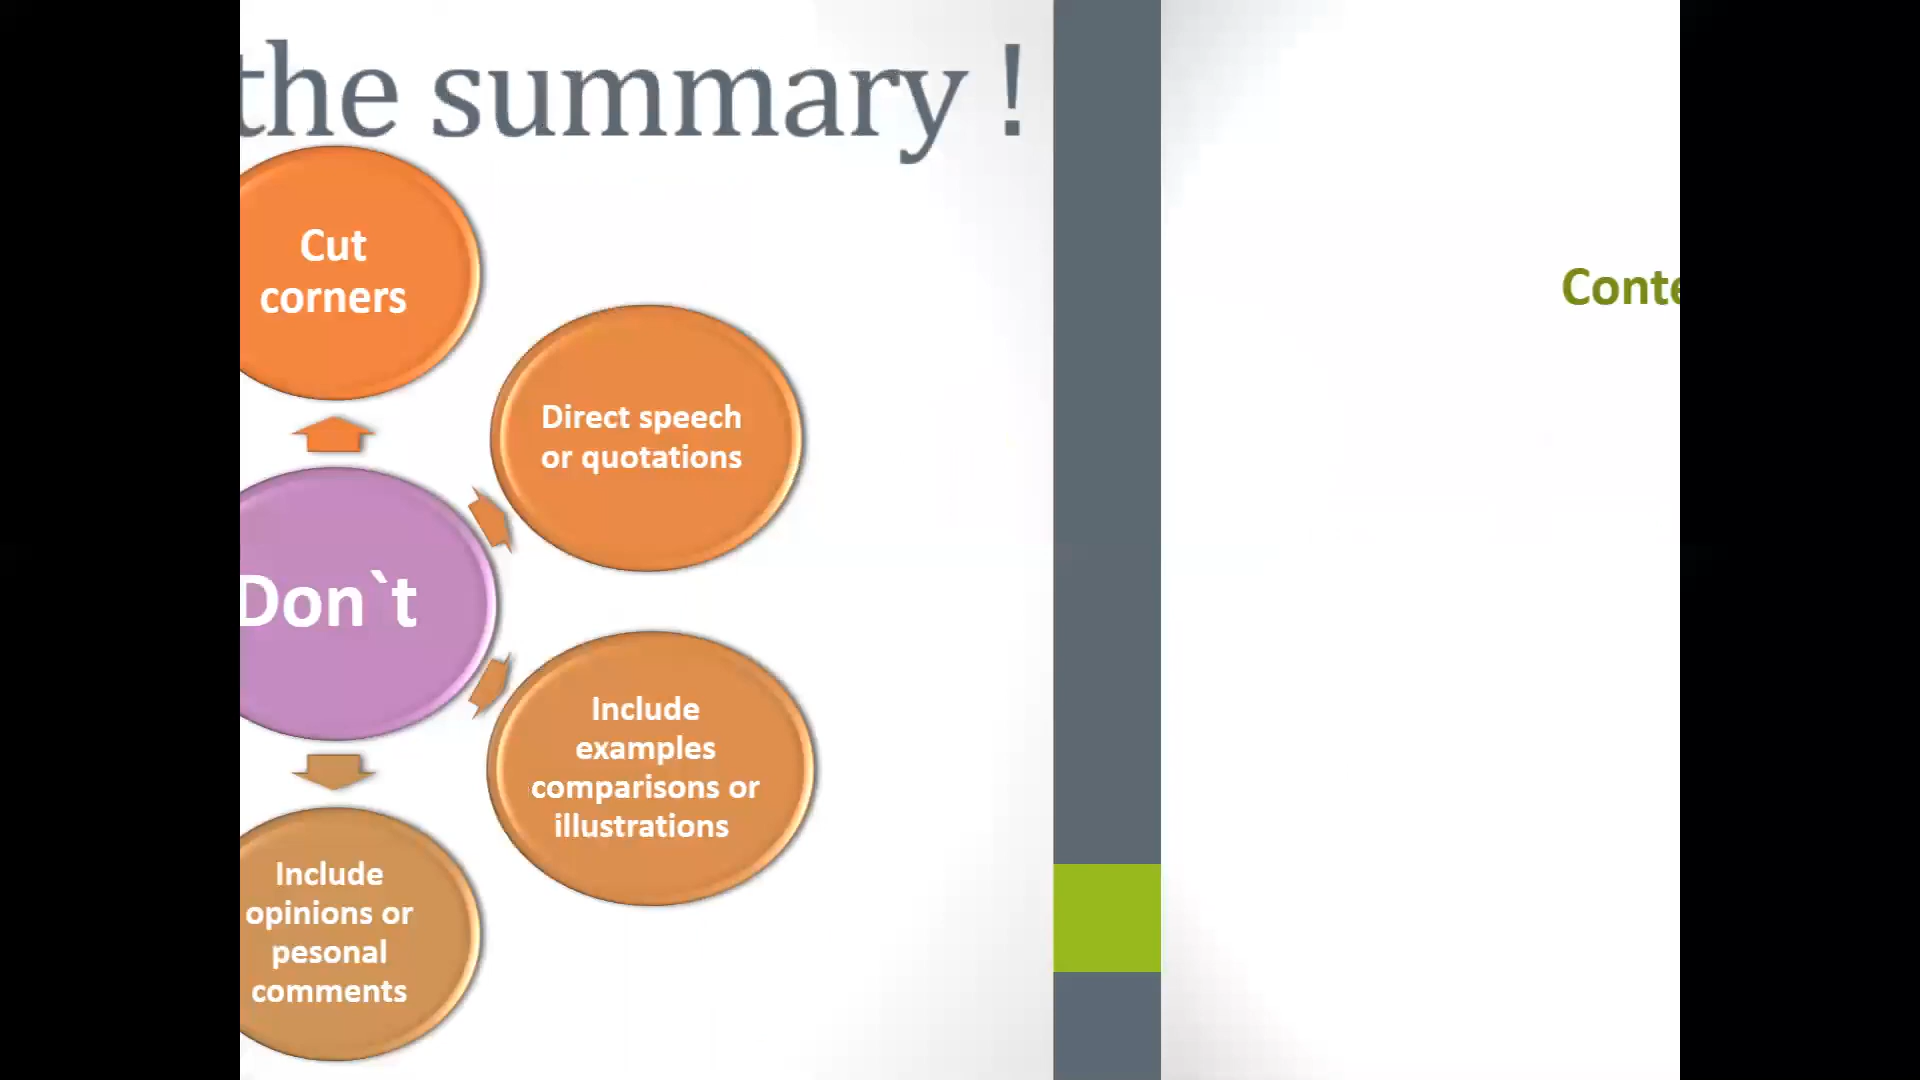 the summary !
Cut
corners
Direct speech
or quotations
Don`t
Include
examples
comparisons or
illustrations
Include
opinions or
pesonal
comments
Conte